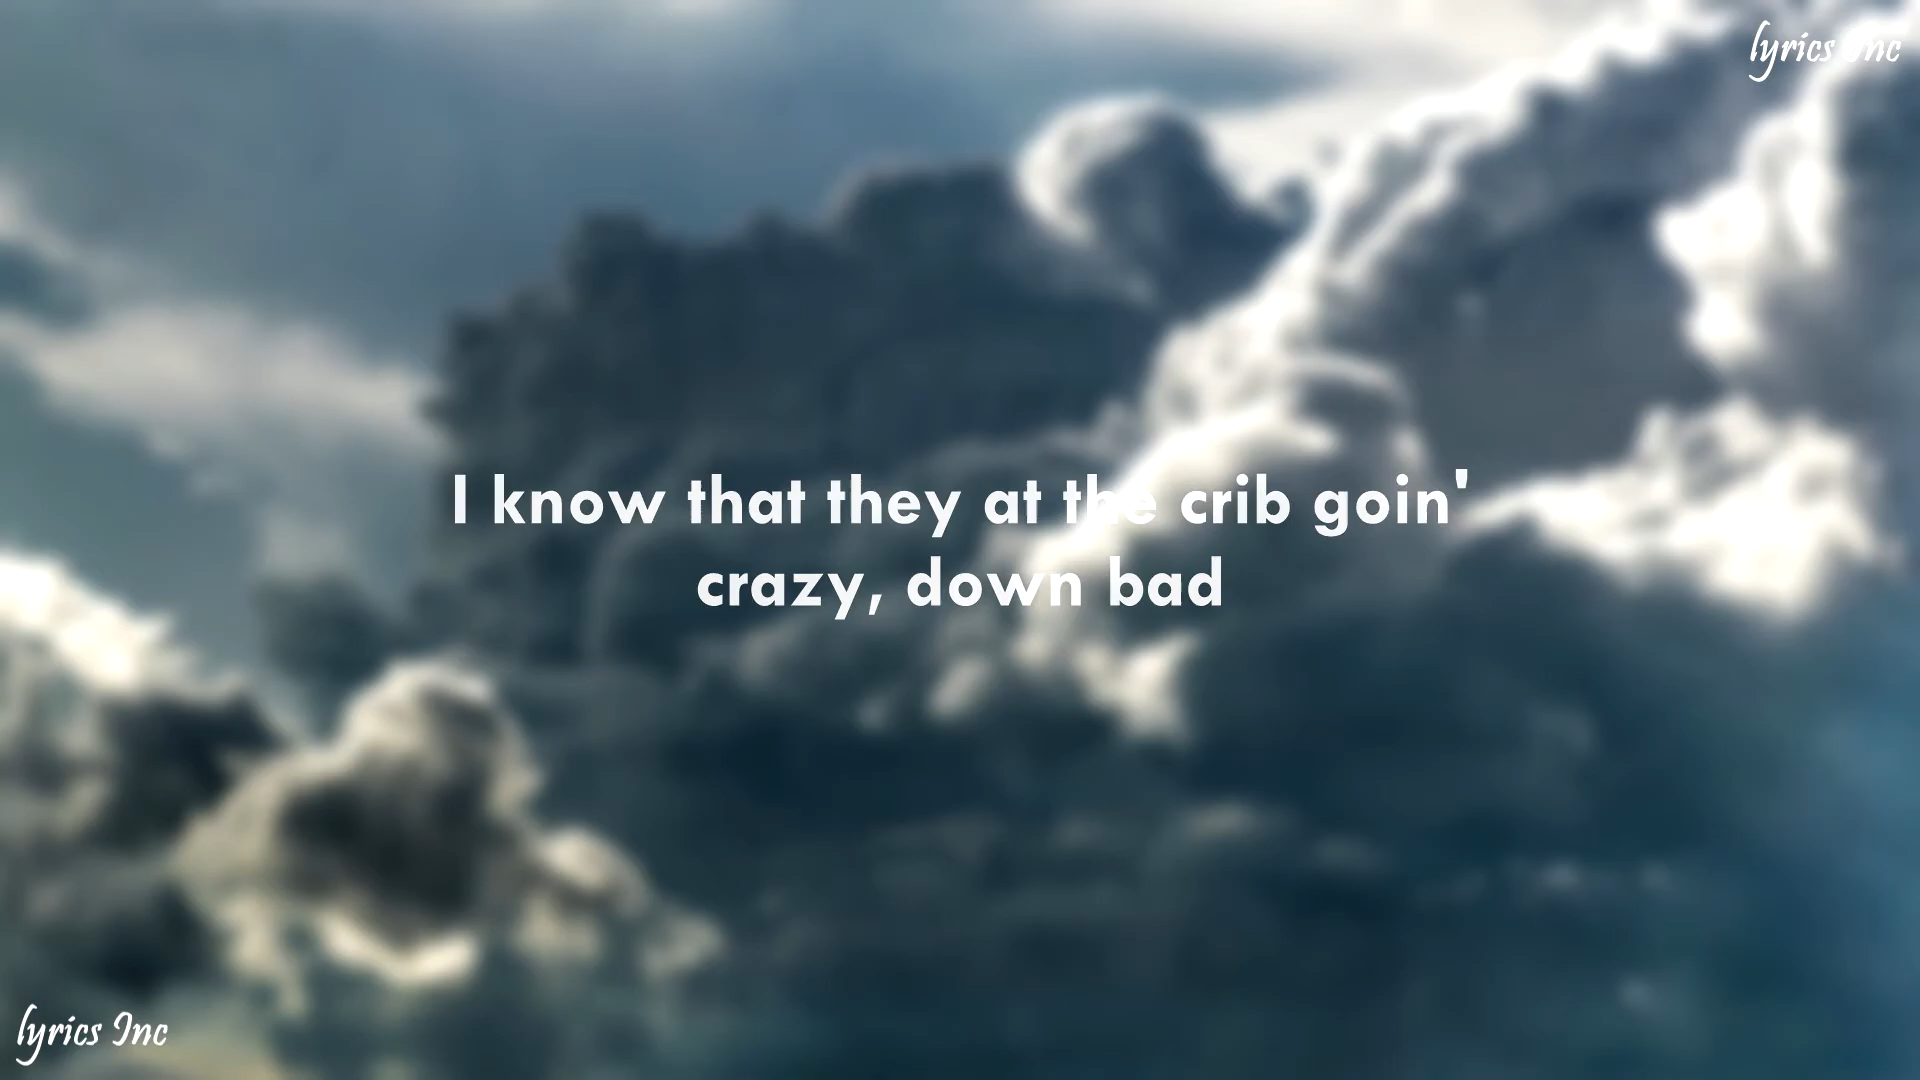 lyrics Inc
I know that they at the crib goin'
crazy, down bad
lyrics Inc